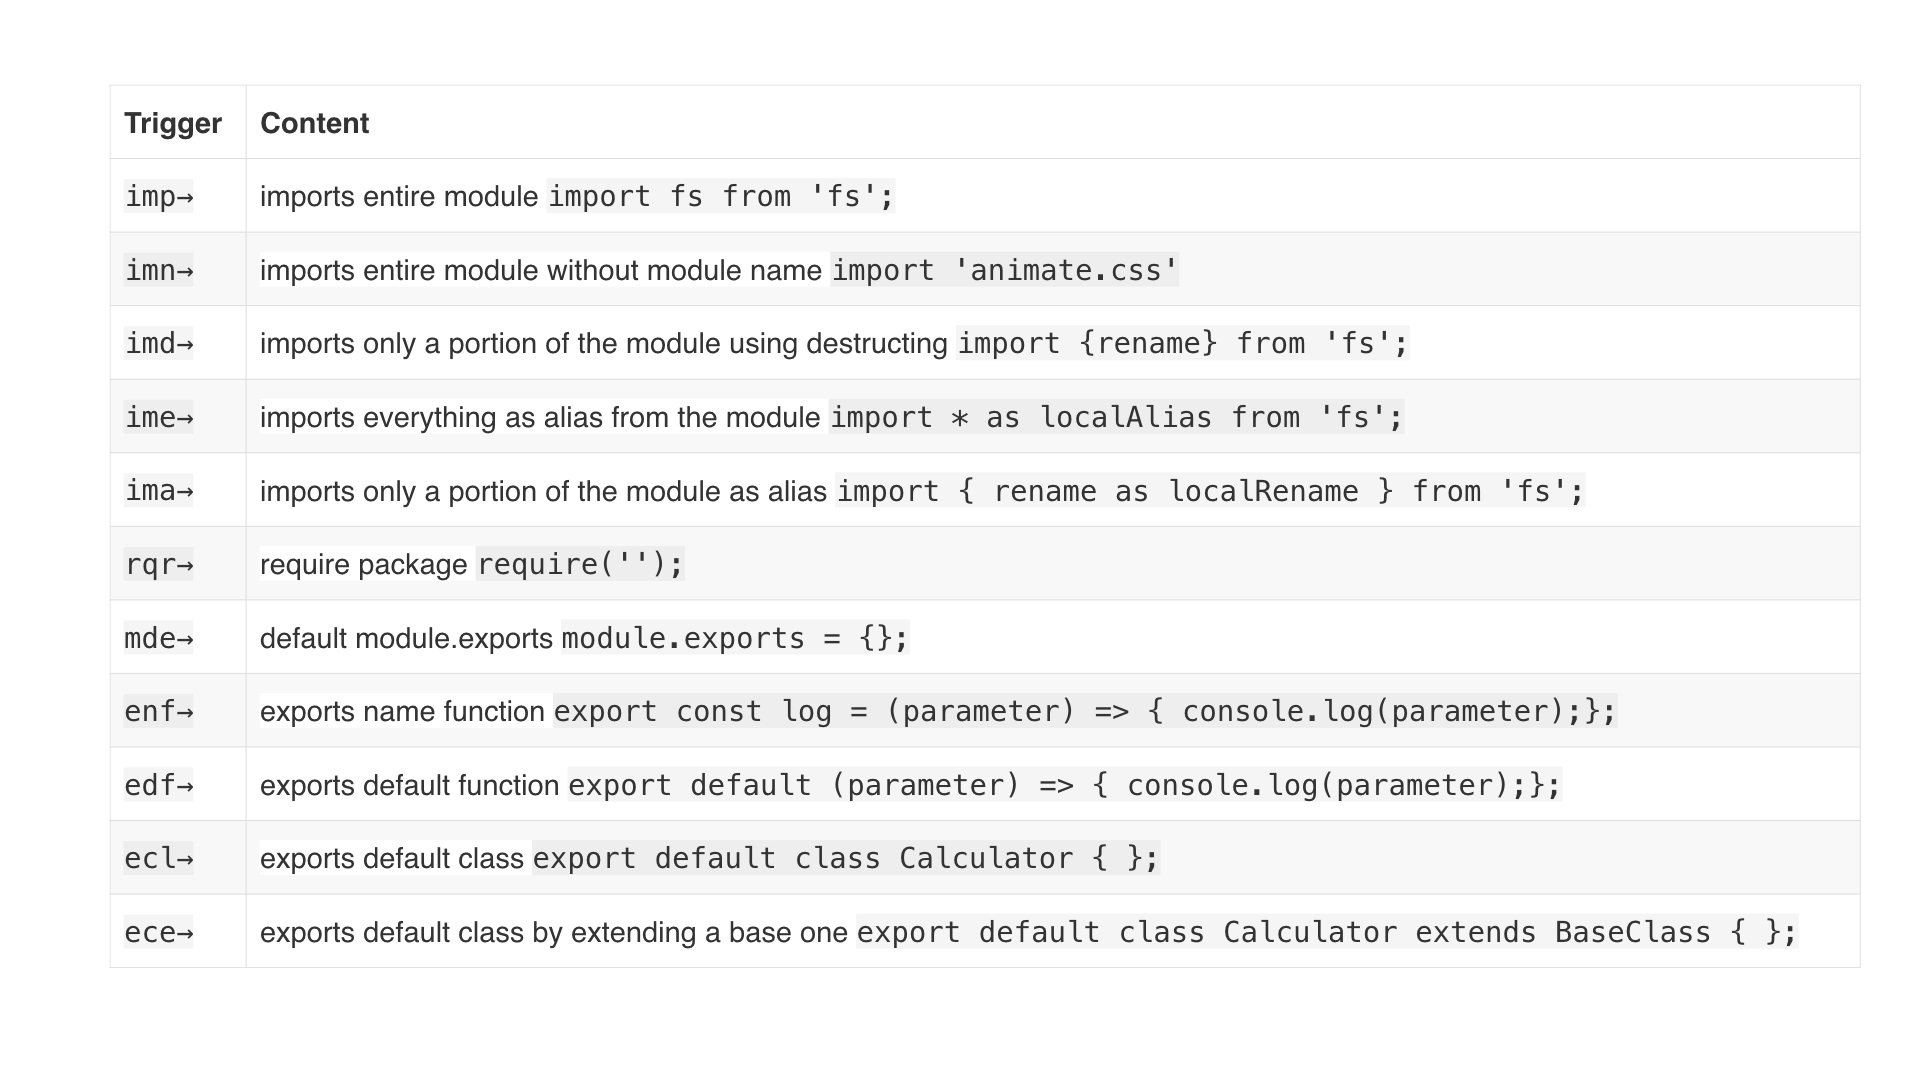 Trigger Content
imp→ imports entire module import fs from 'fs';
imn→ imports entire module without module name import 'animate.css'
imd→ imports only a portion of the module using destructing import {rename} from 'fs';
ime→ imports everything as alias from the module import * as localAlias from 'fs';
ima→ imports only a portion of the module as alias import { rename as localRename } from 'fs';
rqr→ require package require('');
mde→ default module.exports module.exports = {};
enf→ exports name function export const log = (parameter) => { console.log(parameter);};
edf→ exports default function export default (parameter) => { console.log(parameter);};
ecl→ exports default class export default class Calculator { };
ece→ exports default class by extending a base one export default class Calculator extends BaseClass { };